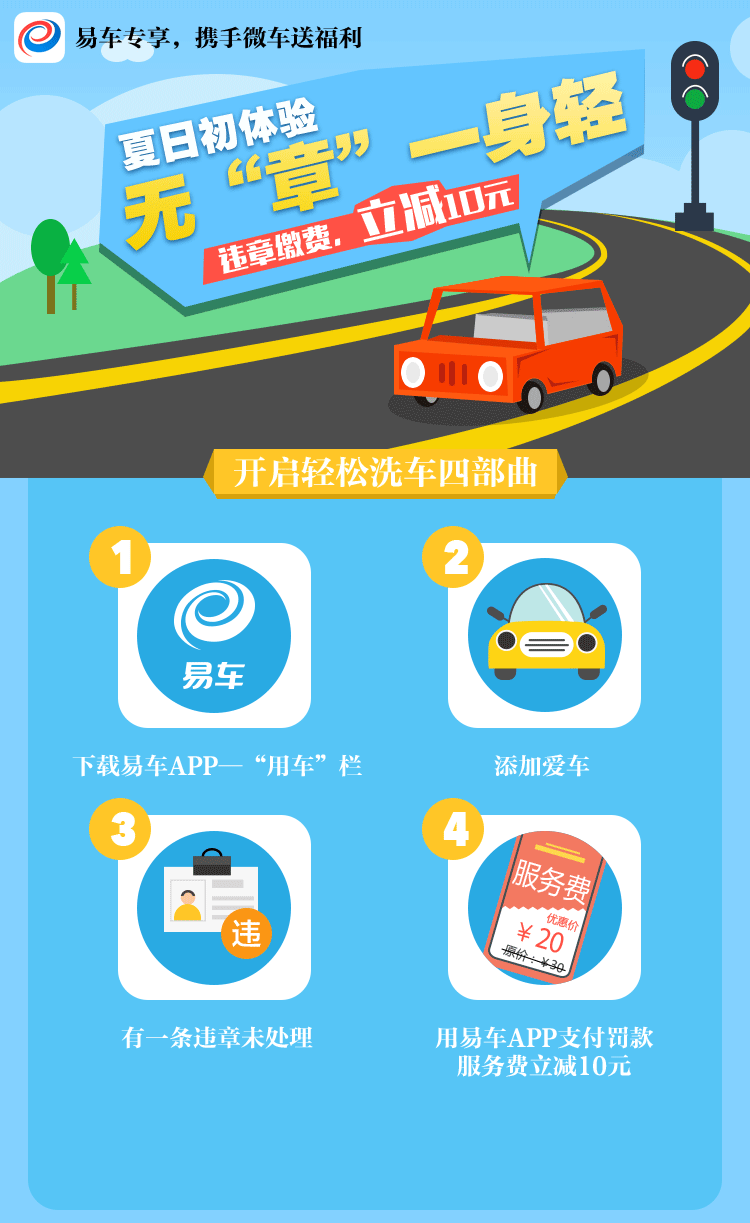 易车专享，携手微车送福利
夏日初体验
无“章”一身轻
违章缴费，立减10元
开启轻松洗车四部曲
1
易车
下载易车APP—“用车”栏
2
添加爱车
3
违
有一条违章未处理
4
服务费
优惠价
￥20
原价：￥30
用易车APP支付罚款
服务费立减10元